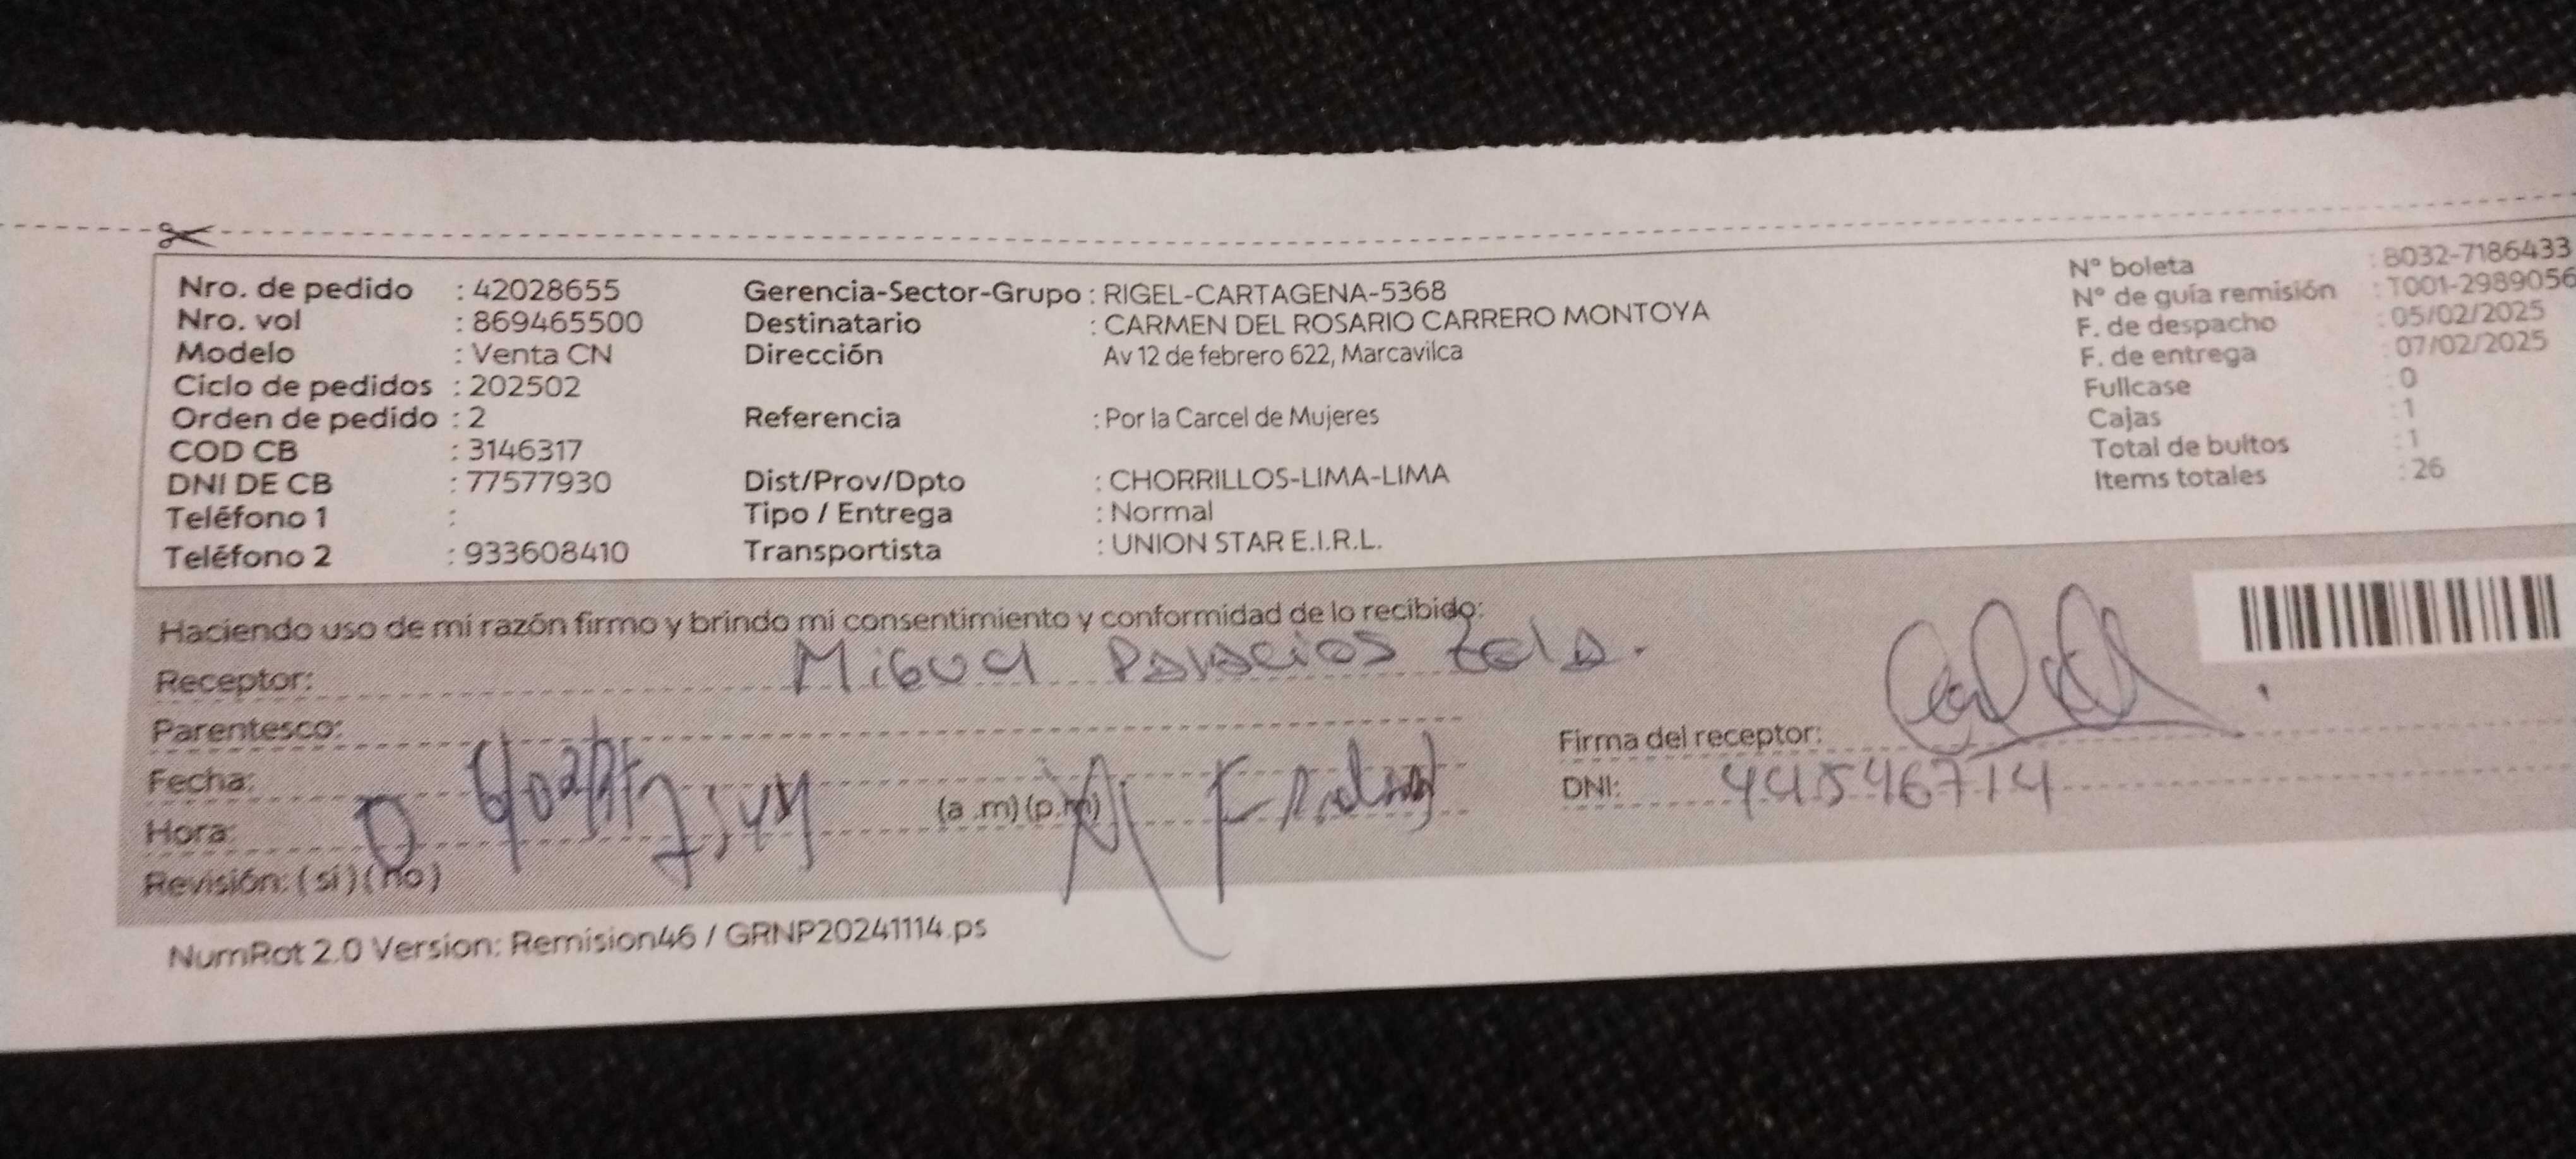 Nro. de pedido : 42028655
Nro. vol : 869465500
Modelo : Venta CN
Ciclo de pedidos : 202502
Orden de pedido : 2
COD CB : 3146317
DNI DE CB : 77577930
Teléfono 1 :
Teléfono 2 : 933608410
Gerencia-Sector-Grupo : RIGEL-CARTAGENA-5368
Destinatario : CARMEN DEL ROSARIO CARRERO MONTOYA
Dirección Av 12 de febrero 622, Marcavilca
Referencia : Por la Carcel de Mujeres
Dist/Prov/Dpto : CHORRILLOS-LIMA-LIMA
Tipo / Entrega : Normal
Transportista : UNION STAR E.I.R.L.
N° boleta : B032-7186433
N° de guía remisión : T001-2989056
F. de despacho : 05/02/2025
F. de entrega : 07/02/2025
Fullcase : 0
Cajas : 1
Total de bultos : 1
Items totales : 26
Haciendo uso de mi razón firmo y brindo mi consentimiento y conformidad de lo recibido:
Receptor: Miguel Palacios Zela.
Parentesco:
Fecha:
Hora: (a .m) (p.m)
Revisión: ( si ) ( no )
Firma del receptor:
DNI: 44546714
NumRot 2.0 Version: Remision46 / GRNP20241114.ps